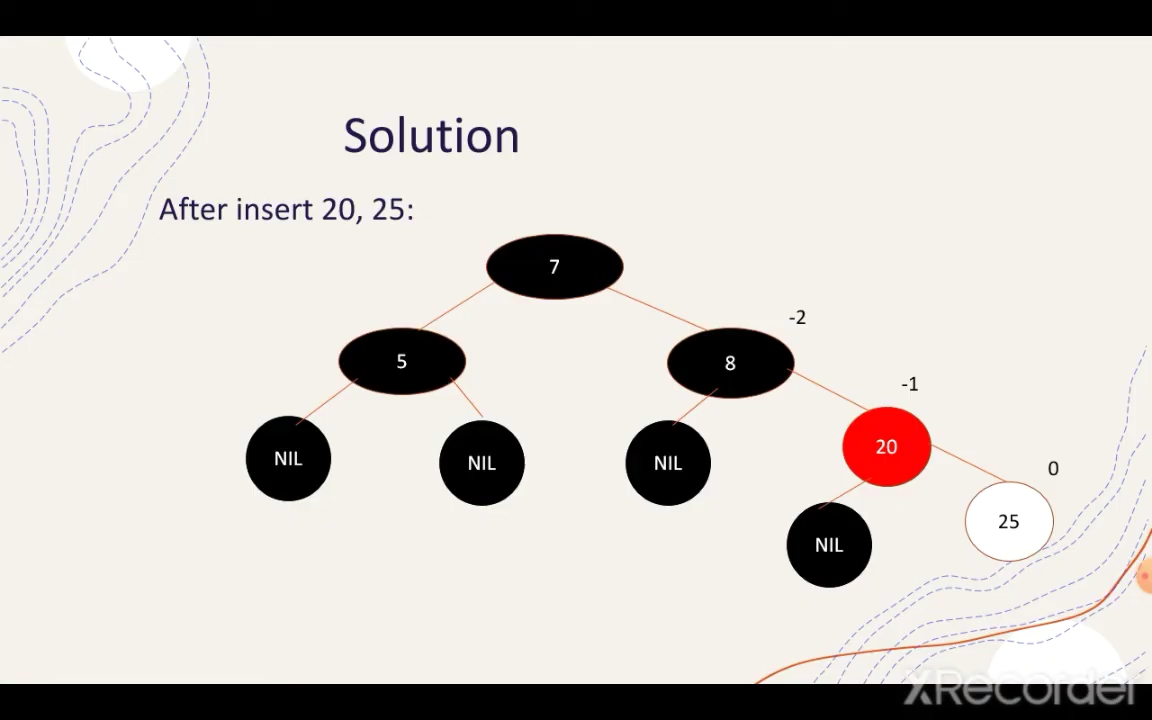 Solution
After insert 20, 25:
7
-2
5
8
-1
NIL
NIL
NIL
20
0
NIL
25
XRecorder